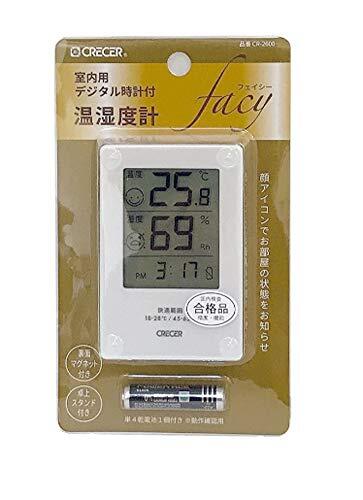 CRECER®
品番 CR-2600
室内用
デジタル時計付
温湿度計
フェイシー
facy
顔アイコンでお部屋の状態をお知らせ
温度
25.8 ℃
湿度
69 %
Rh
PM 3:17
快適範囲
CRECER
合格品
裏面
マグネット
付き
卓上
スタンド
付き
単4乾電池1個付き ※動作確認用